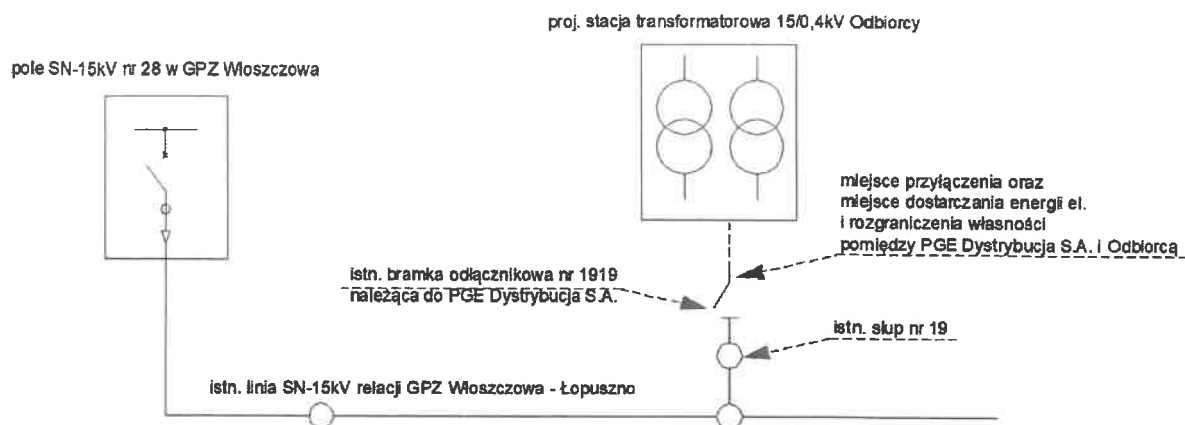 proj. stacja transformatorowa 15/0,4kV Odbiorcy
pole SN-15kV nr 28 w GPZ Włoszczowa
miejsce przyłączenia oraz
miejsce dostarczania energii el.
i rozgraniczenia własności
pomiędzy PGE Dystrybucja S.A. i Odbiorcą
istn. bramka odłącznikowa nr 1919
należąca do PGE Dystrybucja S.A.
istn. słup nr 19
istn. linia SN-15kV relacji GPZ Włoszczowa - Łopuszno